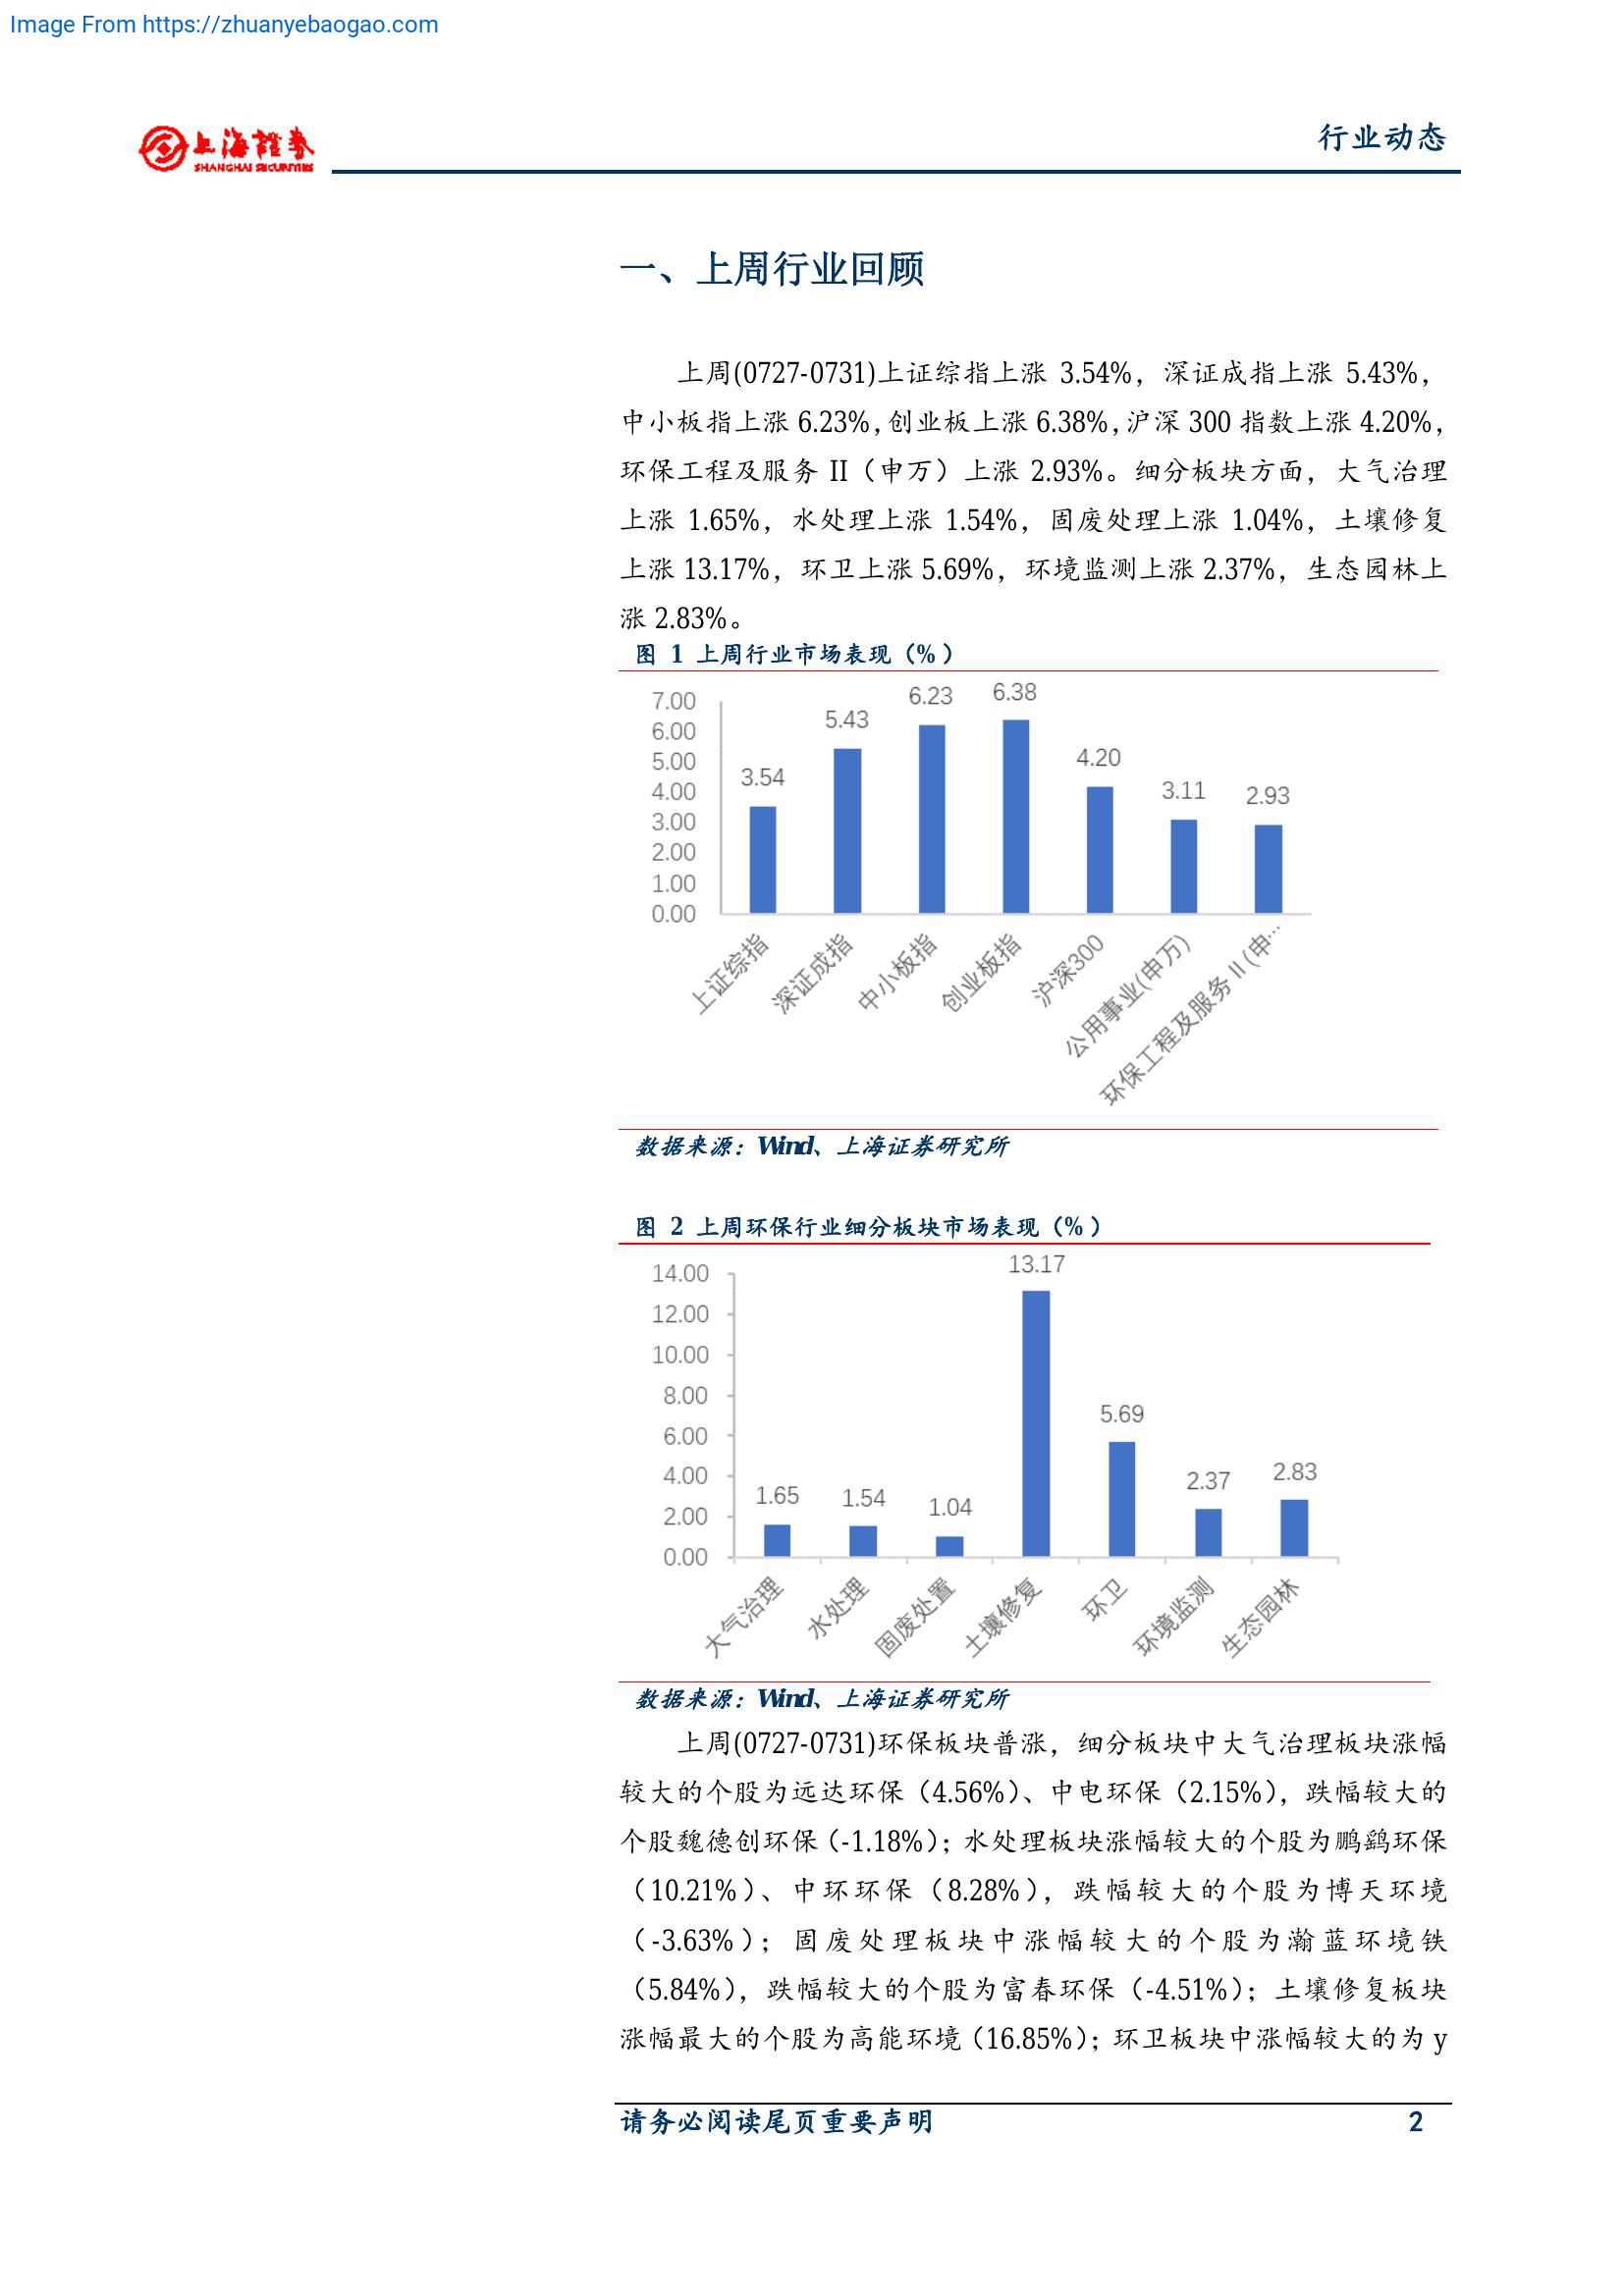 Image From https://zhuanyebaogao.com
上海證券
SHANGHAI SECURITIES
行业动态
一、上周行业回顾
上周(0727-0731)上证综指上涨 3.54%，深证成指上涨 5.43%，
中小板指上涨 6.23%，创业板上涨 6.38%，沪深 300 指数上涨 4.20%，
环保工程及服务 II（申万）上涨 2.93%。细分板块方面，大气治理
上涨 1.65%，水处理上涨 1.54%，固废处理上涨 1.04%，土壤修复
上涨 13.17%，环卫上涨 5.69%，环境监测上涨 2.37%，生态园林上
涨 2.83%。
图 1 上周行业市场表现（%）
7.00
6.00
5.00
4.00
3.00
2.00
1.00
0.00
3.54
5.43
6.23
6.38
4.20
3.11
2.93
上证综指
深证成指
中小板指
创业板指
沪深300
公用事业(申万)
环保工程及服务Ⅱ(申…
数据来源：Wind、上海证券研究所
图 2 上周环保行业细分板块市场表现（%）
14.00
12.00
10.00
8.00
6.00
4.00
2.00
0.00
1.65
1.54
1.04
13.17
5.69
2.37
2.83
大气治理
水处理
固废处置
土壤修复
环卫
环境监测
生态园林
数据来源：Wind、上海证券研究所
上周(0727-0731)环保板块普涨，细分板块中大气治理板块涨幅
较大的个股为远达环保（4.56%）、中电环保（2.15%），跌幅较大的
个股魏德创环保（-1.18%）；水处理板块涨幅较大的个股为鹏鹞环保
（10.21%）、中环环保（8.28%），跌幅较大的个股为博天环境
（-3.63%）；固废处理板块中涨幅较大的个股为瀚蓝环境铁
（5.84%），跌幅较大的个股为富春环保（-4.51%）；土壤修复板块
涨幅最大的个股为高能环境（16.85%）；环卫板块中涨幅较大的为 y
请务必阅读尾页重要声明
2